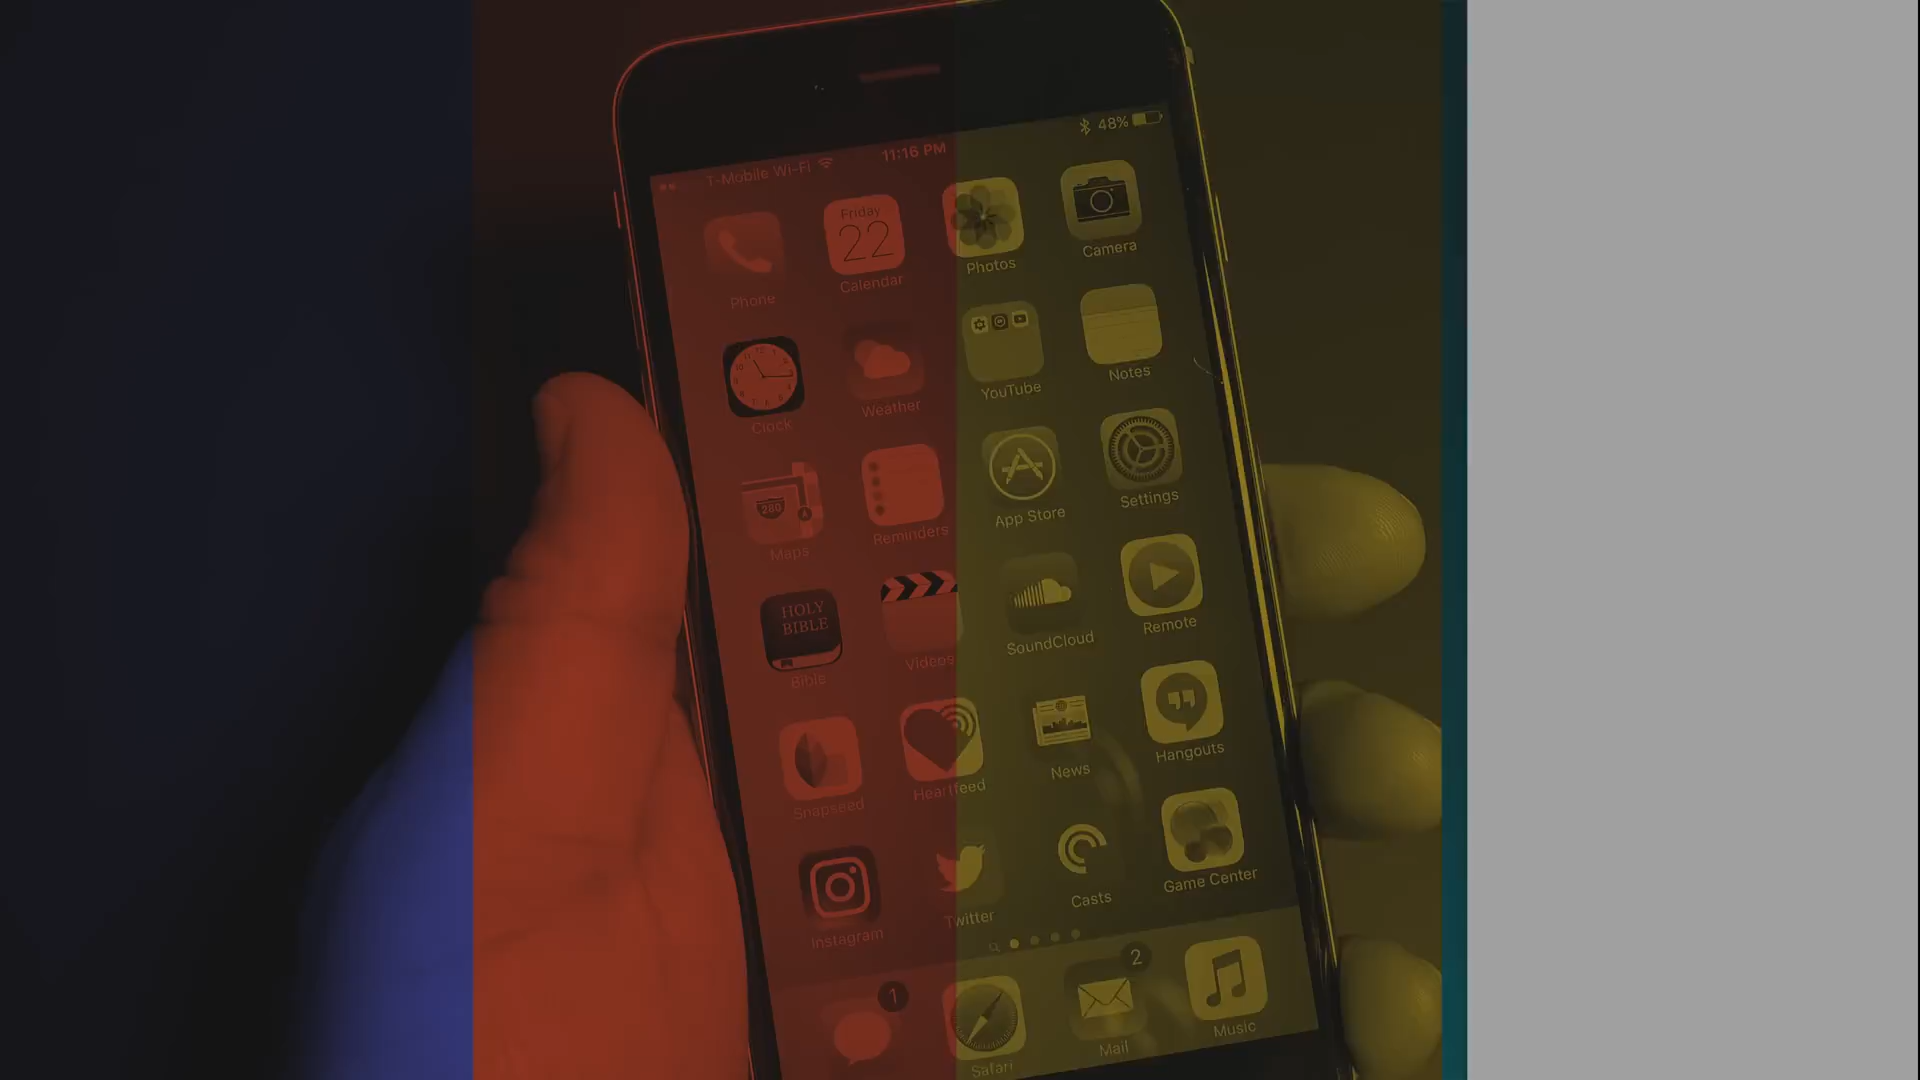 T-Mobile Wi-Fi 11:16 PM 48%
Friday
22
Phone Calendar Photos Camera
Clock Weather YouTube Notes
280
Maps Reminders App Store Settings
HOLY
BIBLE
Bible Videos SoundCloud Remote
Snapseed Heartfeed News Hangouts
Instagram Twitter Casts Game Center
1 2
Safari Mail Music